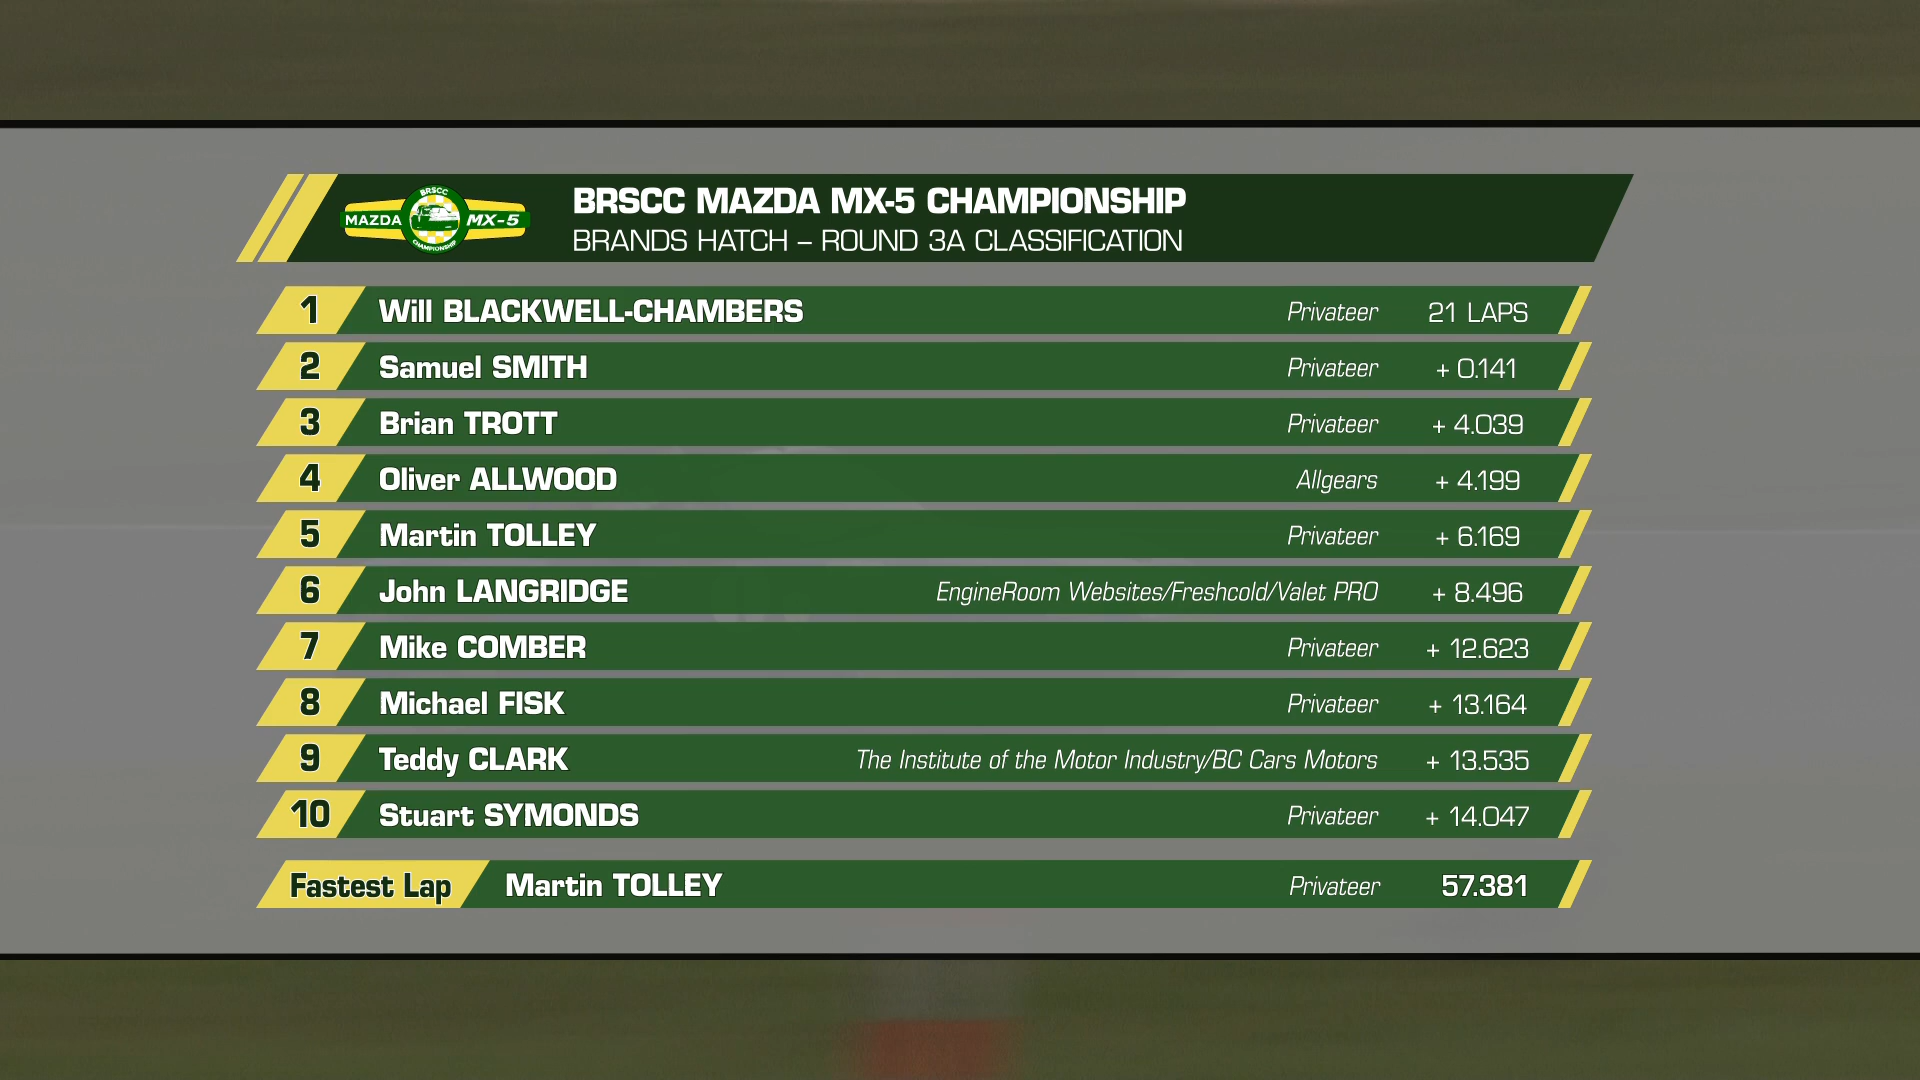 BRSCC
MAZDA MX-5
CHAMPIONSHIP
BRSCC MAZDA MX-5 CHAMPIONSHIP
BRANDS HATCH – ROUND 3A CLASSIFICATION
1 Will BLACKWELL-CHAMBERS Privateer 21 LAPS
2 Samuel SMITH Privateer + 0.141
3 Brian TROTT Privateer + 4.039
4 Oliver ALLWOOD Allgears + 4.199
5 Martin TOLLEY Privateer + 6.169
6 John LANGRIDGE EngineRoom Websites/Freshcold/Valet PRO + 8.496
7 Mike COMBER Privateer + 12.623
8 Michael FISK Privateer + 13.164
9 Teddy CLARK The Institute of the Motor Industry/BC Cars Motors + 13.535
10 Stuart SYMONDS Privateer + 14.047
Fastest Lap Martin TOLLEY Privateer 57.381